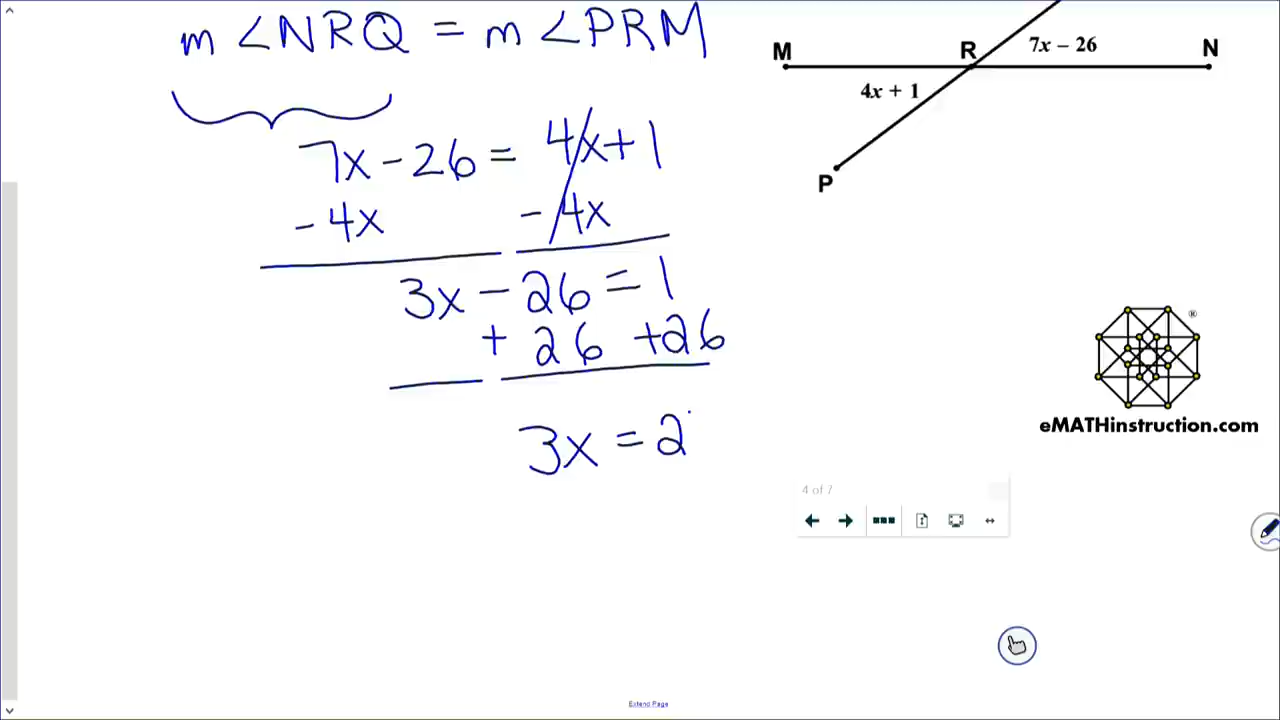 m ∠NRQ = m ∠PRM
7x - 26 = 4x + 1
- 4x - 4x
3x - 26 = 1
+ 26 + 26
3x = 2
M R 7x – 26 N
4x + 1
P
®
eMATHinstruction.com
4 of 7
Extend Page